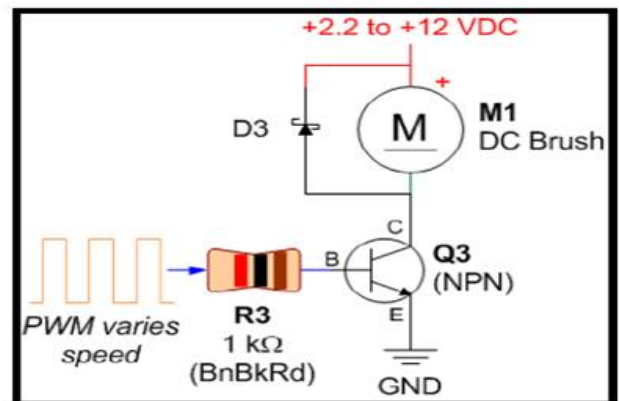 +2.2 to +12 VDC
+
D3
M
M1
DC Brush
C
B
Q3
(NPN)
E
PWM varies
speed
R3
1 kΩ
(BnBkRd)
GND